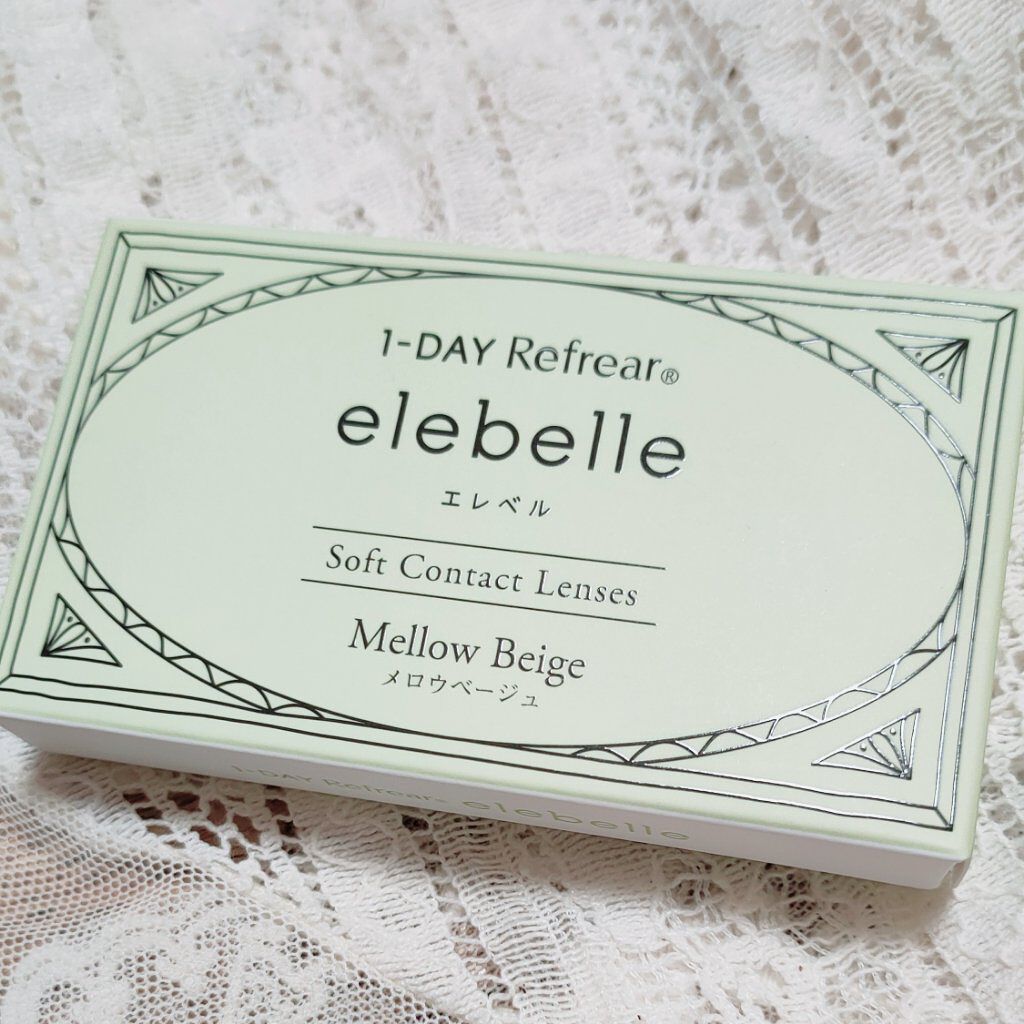 1-DAY Refrear®
elebelle
エレベル
Soft Contact Lenses
Mellow Beige
メロウベージュ
1-DAY Refrear® elebelle